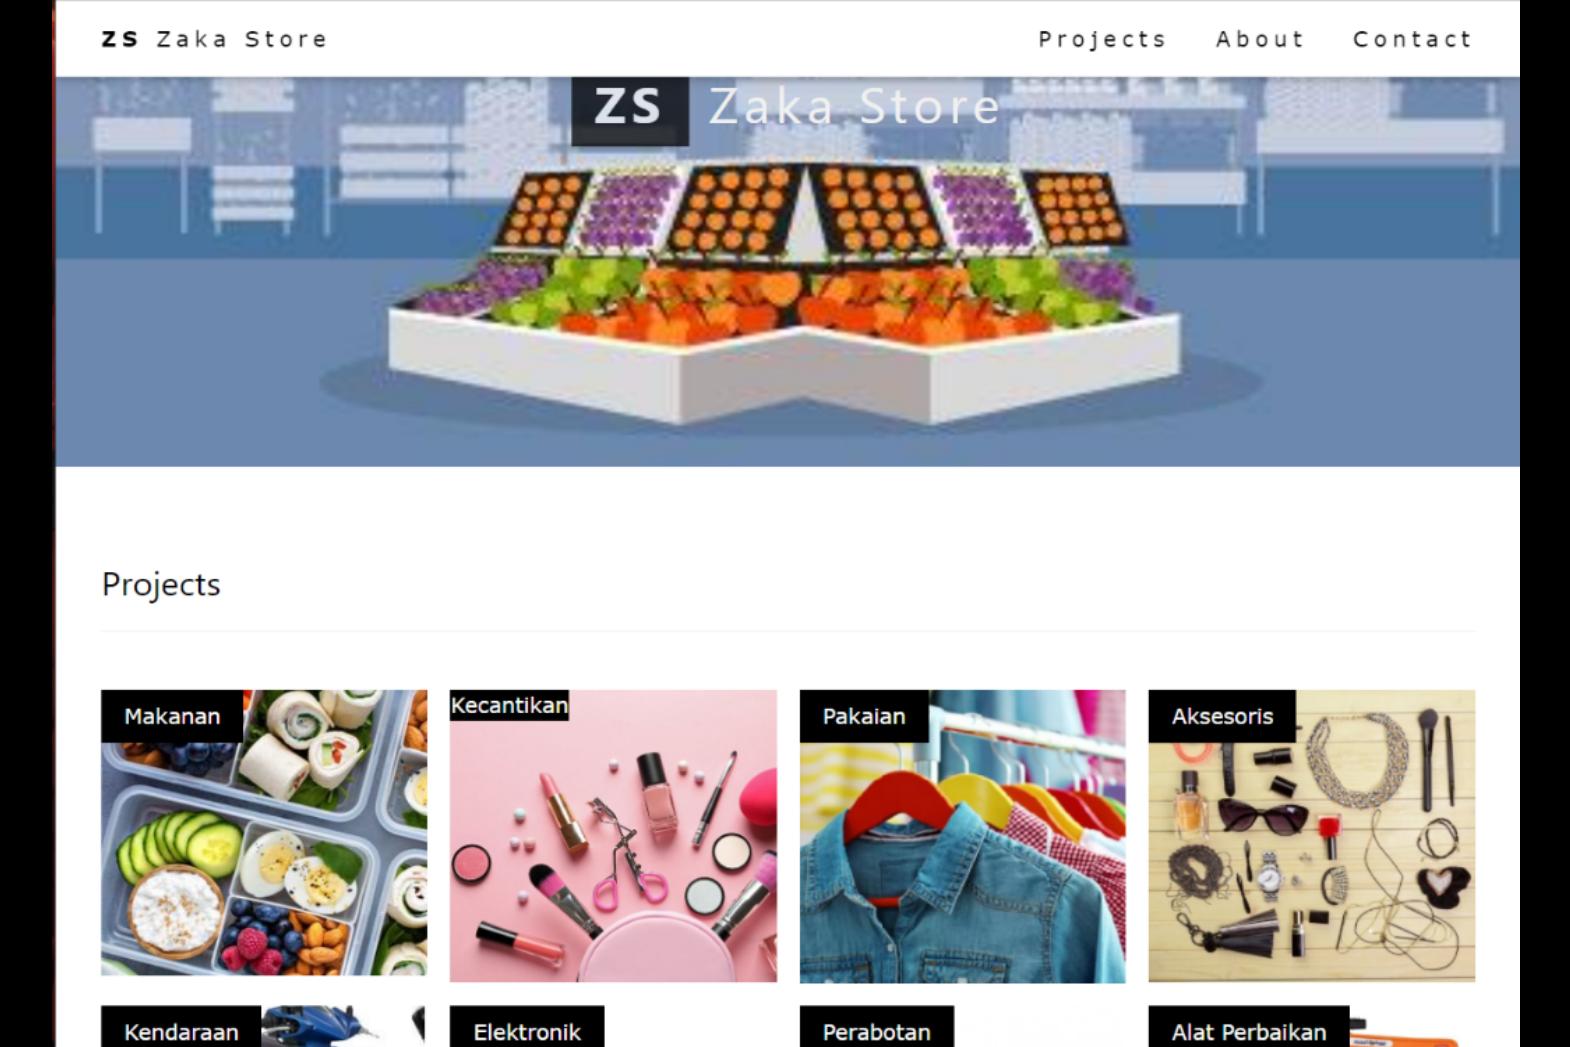 ZS Zaka Store
Projects About Contact
ZS Zaka Store
Projects
Makanan
Kecantikan
Pakaian
Aksesoris
Kendaraan
Elektronik
Perabotan
Alat Perbaikan